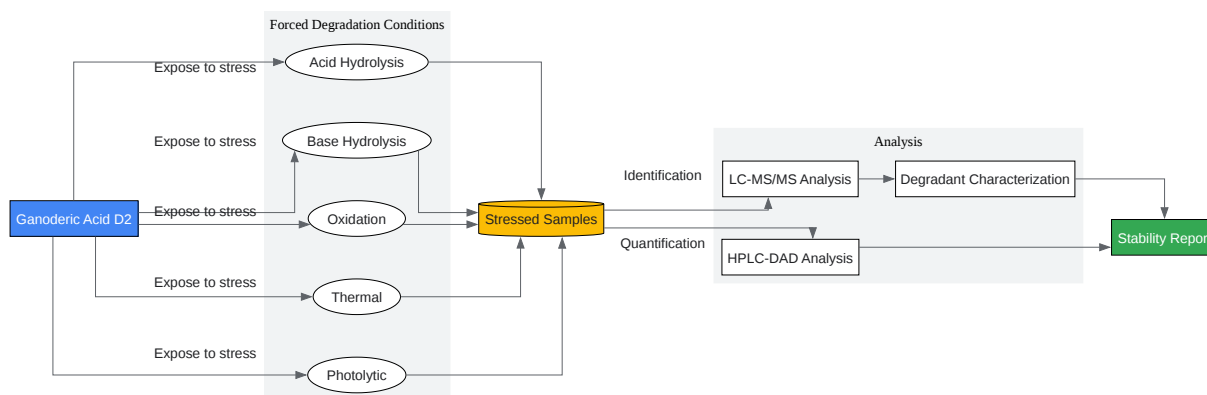 Forced Degradation Conditions
Expose to stress
Acid Hydrolysis
Expose to stress
Base Hydrolysis
Analysis
Identification
LC-MS/MS Analysis
Degradant Characterization
Ganoderic Acid D2
Expose to stress
Oxidation
Stressed Samples
Stability Report
Quantification
HPLC-DAD Analysis
Expose to stress
Thermal
Expose to stress
Photolytic